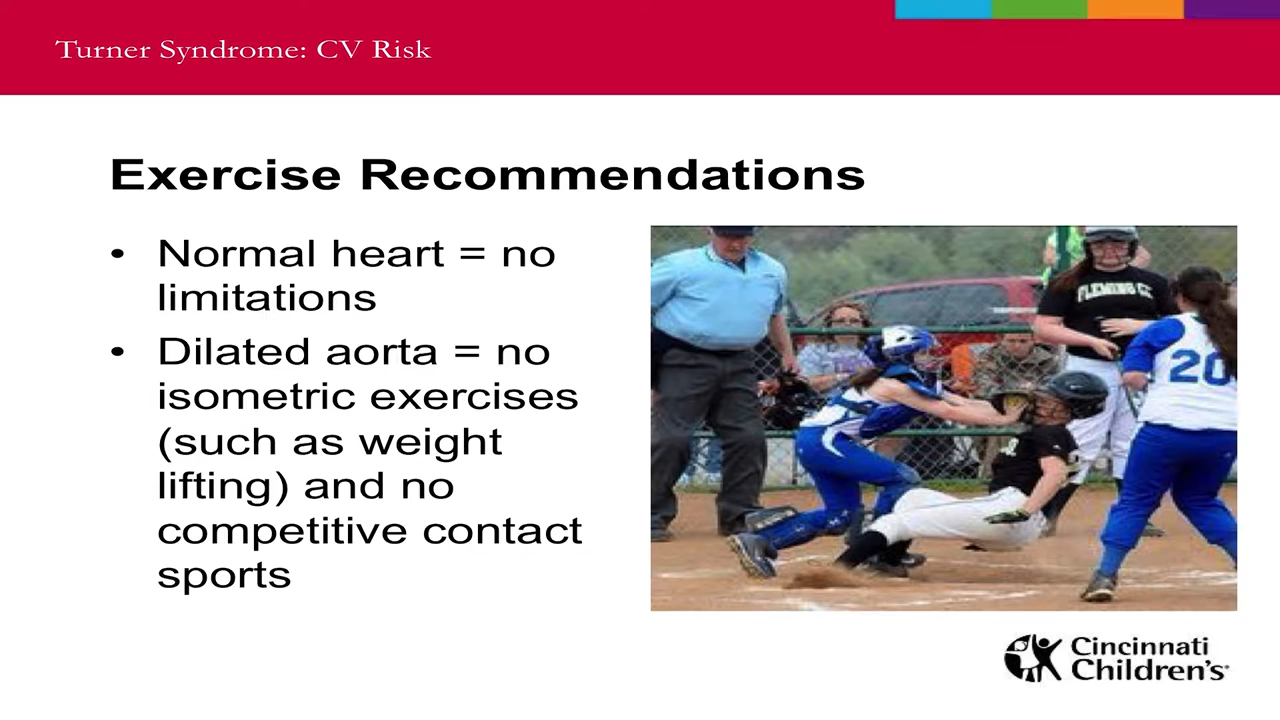 Turner Syndrome: CV Risk
Exercise Recommendations
• Normal heart = no
limitations
• Dilated aorta = no
isometric exercises
(such as weight
lifting) and no
competitive contact
sports
FLEMING
20
Cincinnati
Children's